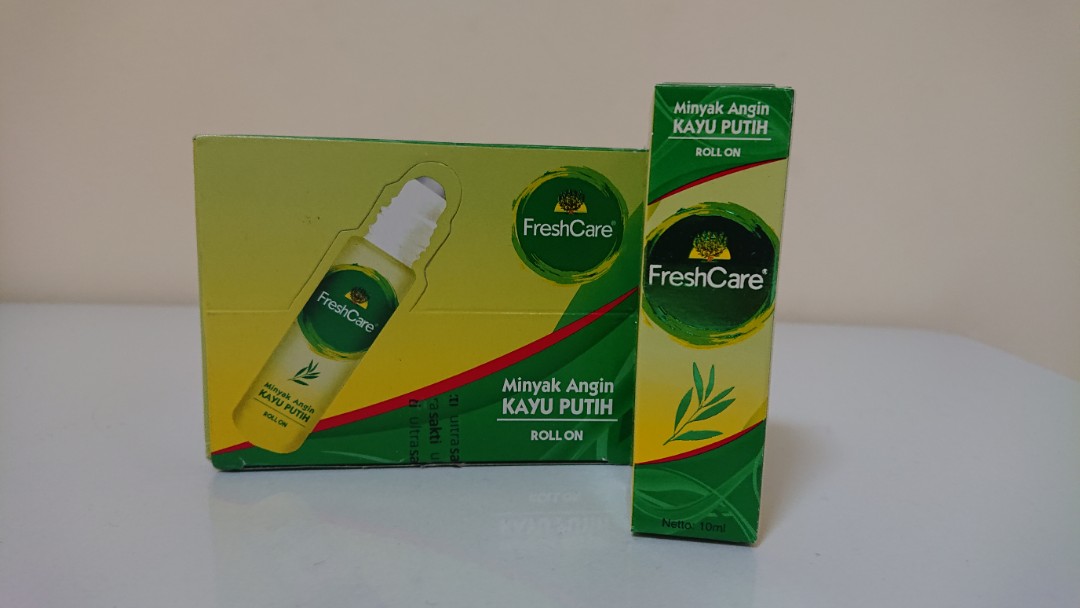 FreshCare®
FreshCare®
Minyak Angin
KAYU PUTIH
ROLL ON
Minyak Angin
KAYU PUTIH
ROLL ON
ultrasakti
Minyak Angin
KAYU PUTIH
ROLL ON
FreshCare®
Netto: 10ml